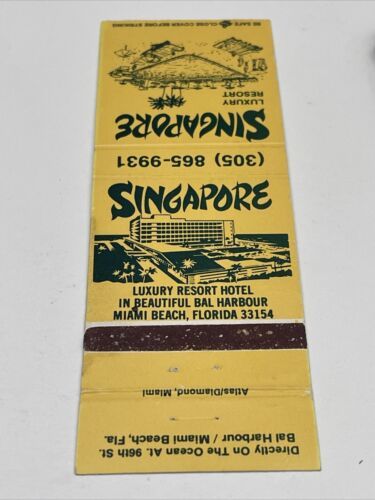 BE SAFE CLOSE COVER BEFORE STRIKING
LUXURY
RESORT
SINGAPORE
(305) 865-9931
SINGAPORE
LUXURY RESORT HOTEL
IN BEAUTIFUL BAL HARBOUR
MIAMI BEACH, FLORIDA 33154
Atlas/Diamond, Miami
Directly On The Ocean At. 96th St.
Bal Harbour / Miami Beach, Fla.